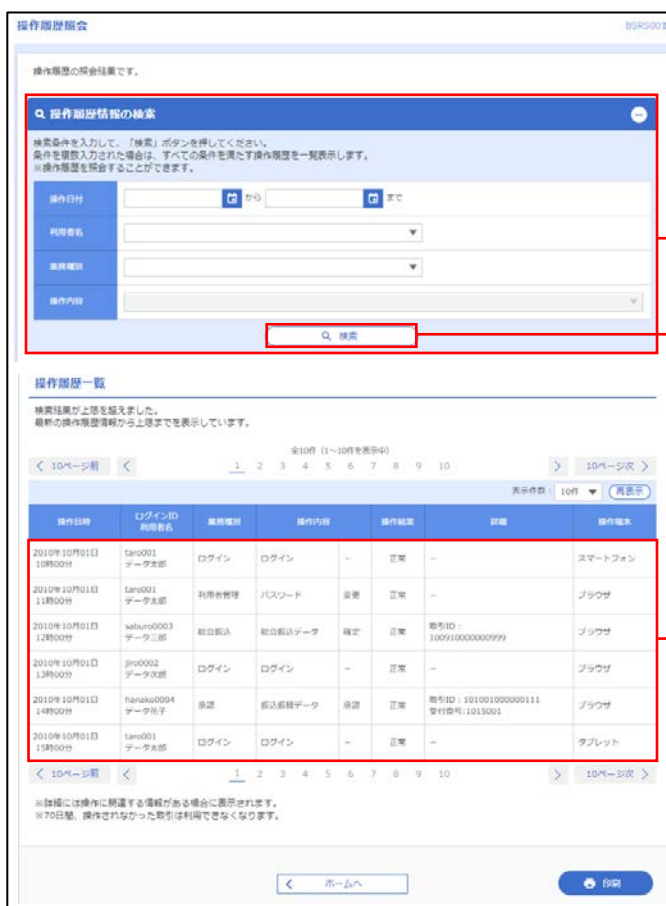 操作履歴照会
BSRS001
操作履歴の照会結果です。
操作履歴情報の検索
検索条件を入力して、「検索」ボタンを押してください。
条件を複数入力された場合は、すべての条件を満たす操作履歴を一覧表示します。
※操作履歴を照会することができます。
操作日付 から まで
利用者名
業務種別
操作内容
検索
操作履歴一覧
検索結果が上限を超えました。
最新の操作履歴情報から上限までを表示しています。
全10件 (1~10件を表示中)
10ページ前 1 2 3 4 5 6 7 8 9 10 10ページ次
表示件数: 10件 再表示
操作日時 ログインID 利用者名 業務種別 操作内容 操作結果 詳細 操作端末
2010年10月01日 10時00分 taro001 データ太郎 ログイン ログイン - 正常 - スマートフォン
2010年10月01日 11時00分 taro001 データ太郎 利用者管理 パスワード 変更 正常 - ブラウザ
2010年10月01日 12時00分 saburo0003 データ三郎 総合振込 総合振込データ 確定 正常 取引ID: 100910000000999 ブラウザ
2010年10月01日 13時00分 jiro0002 データ次郎 ログイン ログイン - 正常 - ブラウザ
2010年10月01日 14時00分 hanako0004 データ花子 承認 振込振替データ 承認 正常 取引ID:101001000000111 受付番号:1015001 ブラウザ
2010年10月01日 15時00分 taro001 データ太郎 ログイン ログイン - 正常 - タブレット
10ページ前 1 2 3 4 5 6 7 8 9 10 10ページ次
※詳細には操作に関連する情報がある場合に表示されます。
※70日間、操作されなかった取引は利用できなくなります。
ホームへ
印刷